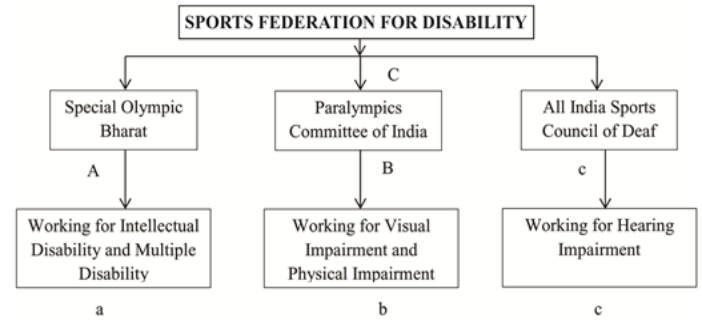 SPORTS FEDERATION FOR DISABILITY
C
Special Olympic
Bharat
Paralympics
Committee of India
All India Sports
Council of Deaf
A
B
c
Working for Intellectual
Disability and Multiple
Disability
Working for Visual
Impairment and
Physical Impairment
Working for Hearing
Impairment
a
b
c